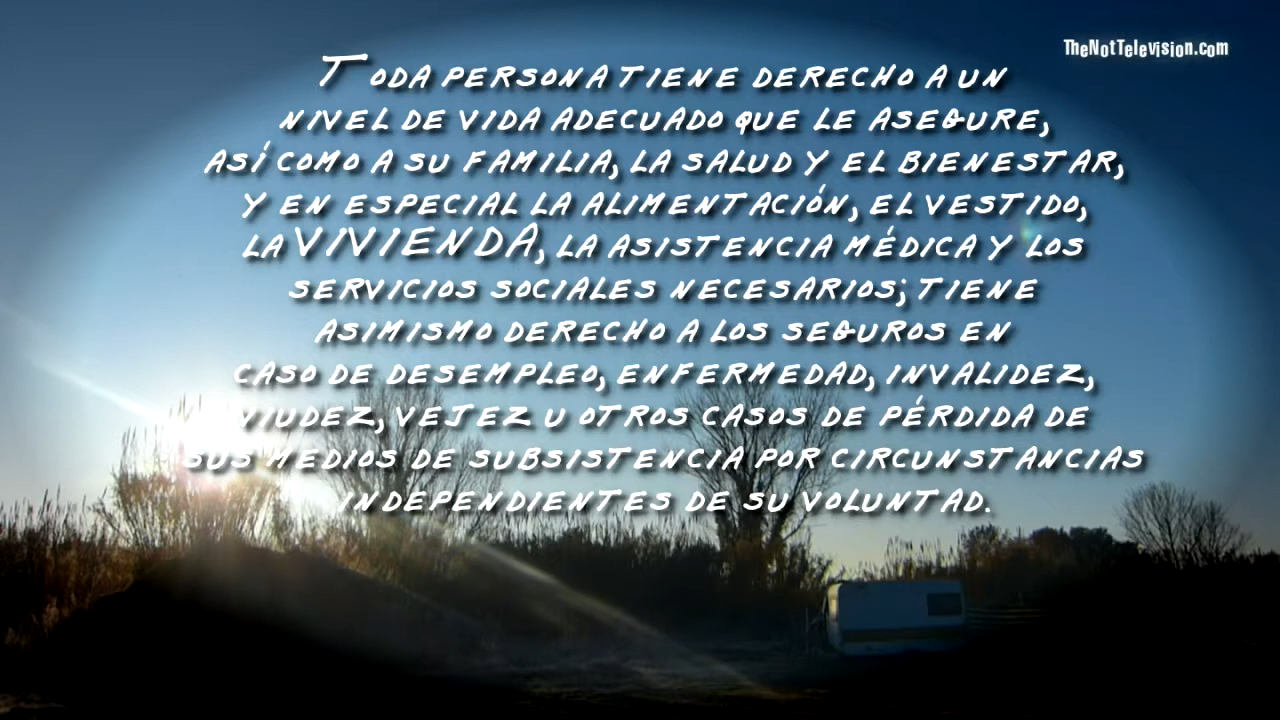 TheNotTelevision.com
Toda persona tiene derecho a un
nivel de vida adecuado que le asegure,
así como a su familia, la salud y el bienestar,
y en especial la alimentación, el vestido,
la VIVIENDA, la asistencia médica y los
servicios sociales necesarios; tiene
asimismo derecho a los seguros en
caso de desempleo, enfermedad, invalidez,
viudez, vejez u otros casos de pérdida de
sus medios de subsistencia por circunstancias
independientes de su voluntad.